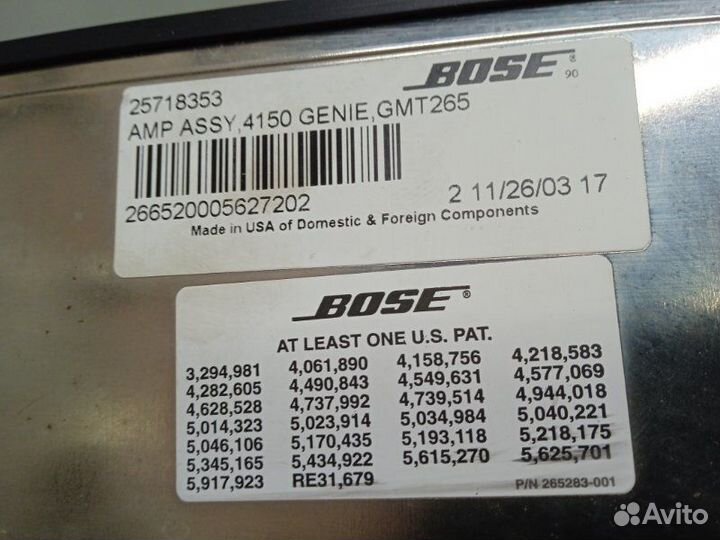 BOSE ®
90
25718353
AMP ASSY,4150 GENIE,GMT265
266520005627202 2 11/26/03 17
Made in USA of Domestic & Foreign Components
BOSE ®
AT LEAST ONE U.S. PAT.
3,294,981 4,061,890 4,158,756 4,218,583
4,282,605 4,490,843 4,549,631 4,577,069
4,628,528 4,737,992 4,739,514 4,944,018
5,014,323 5,023,914 5,034,984 5,040,221
5,046,106 5,170,435 5,193,118 5,218,175
5,345,165 5,434,922 5,615,270 5,625,701
5,917,923 RE31,679
P/N 265283-001
Avito